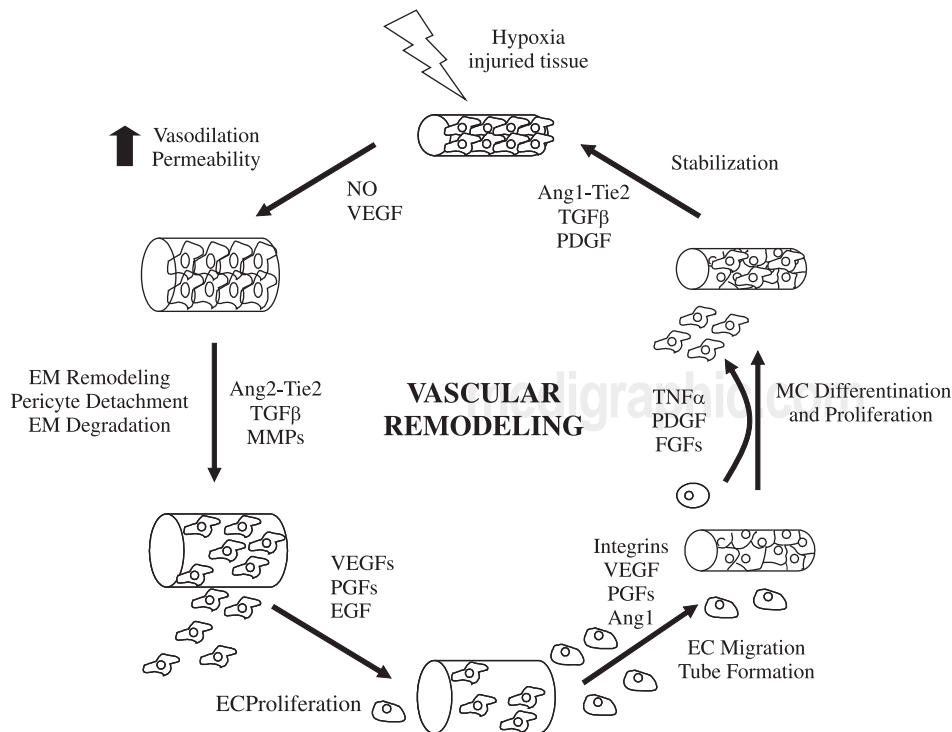 Hypoxia
injuried tissue
Vasodilation
Permeability
NO
VEGF
Stabilization
Ang1-Tie2
TGFβ
PDGF
EM Remodeling
Pericyte Detachment
EM Degradation
Ang2-Tie2
TGFβ
MMPs
VASCULAR
REMODELING
medigraphic.com
TNFα
PDGF
FGFs
MC Differentination
and Proliferation
VEGFs
PGFs
EGF
Integrins
VEGF
PGFs
Ang1
EC Migration
Tube Formation
ECProliferation